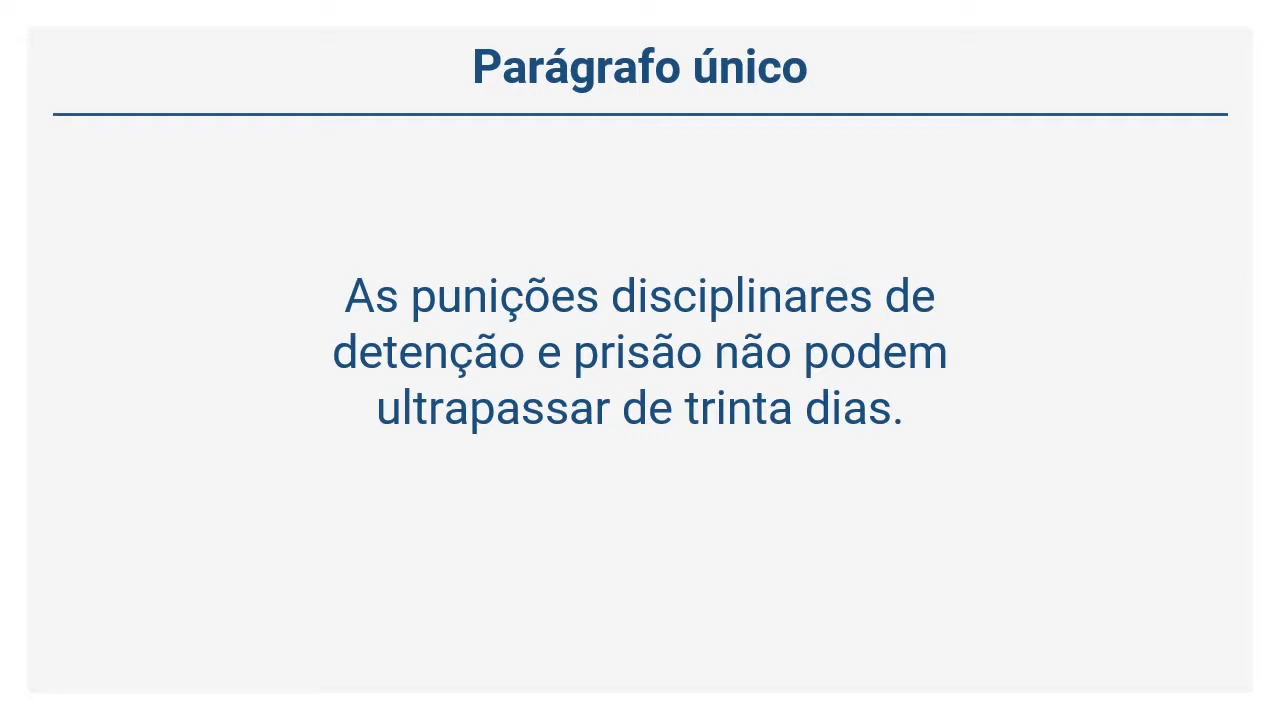 Parágrafo único
As punições disciplinares de
detenção e prisão não podem
ultrapassar de trinta dias.